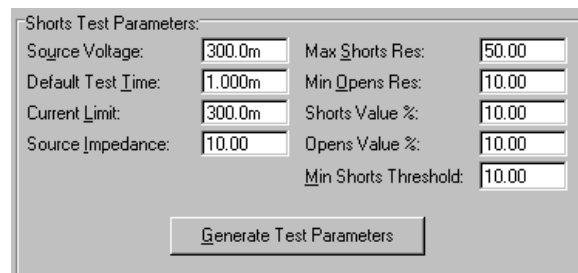 Shorts Test Parameters:
Source Voltage: 300.0m Max Shorts Res: 50.00
Default Test Time: 1.000m Min Opens Res: 10.00
Current Limit: 300.0m Shorts Value %: 10.00
Source Impedance: 10.00 Opens Value %: 10.00
Min Shorts Threshold: 10.00
Generate Test Parameters